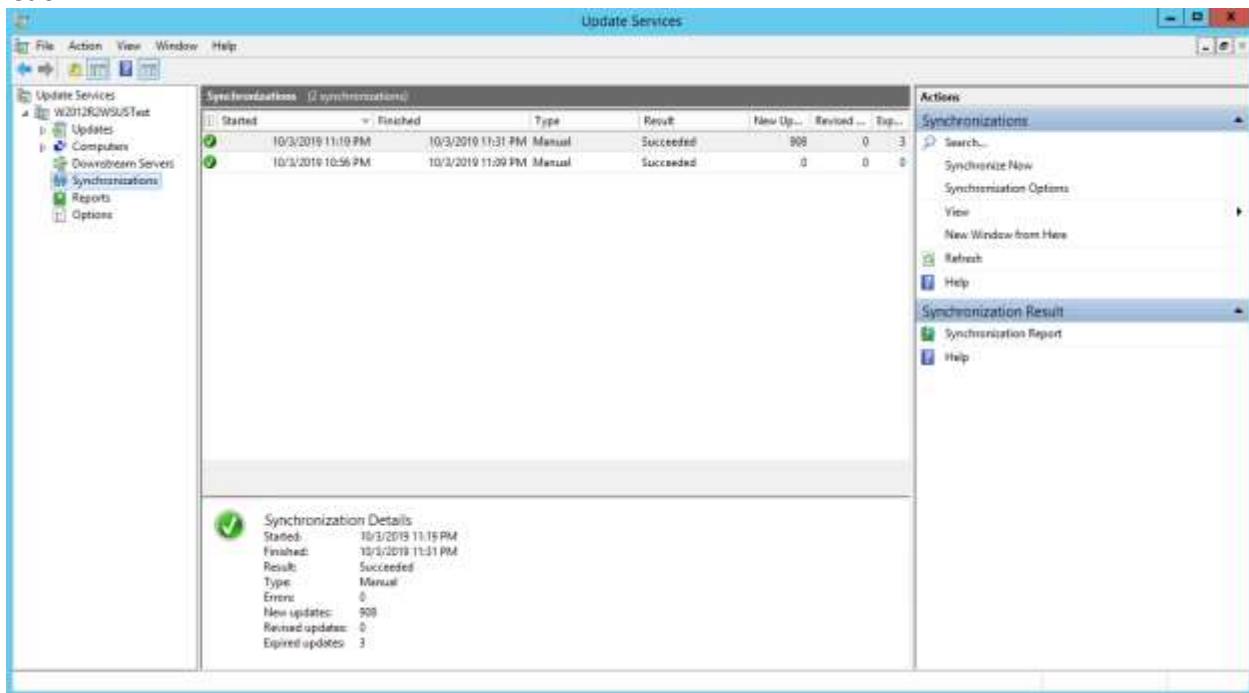 Update Services
File Action View Window Help
Update Services
W2012R2WSUSTest
Updates
Computers
Downstream Servers
Synchronizations
Reports
Options
Synchronizations (2 synchronizations)
Started Finished Type Result New Up... Revised ... Exp...
10/3/2019 11:19 PM 10/3/2019 11:31 PM Manual Succeeded 908 0 3
10/3/2019 10:56 PM 10/3/2019 11:09 PM Manual Succeeded 0 0 0
Synchronization Details
Started: 10/3/2019 11:19 PM
Finished: 10/3/2019 11:31 PM
Result: Succeeded
Type: Manual
Errors: 0
New updates: 908
Revised updates: 0
Expired updates: 3
Actions
Synchronizations
Search...
Synchronize Now
Synchronization Options
View
New Window from Here
Refresh
Help
Synchronization Result
Synchronization Report
Help